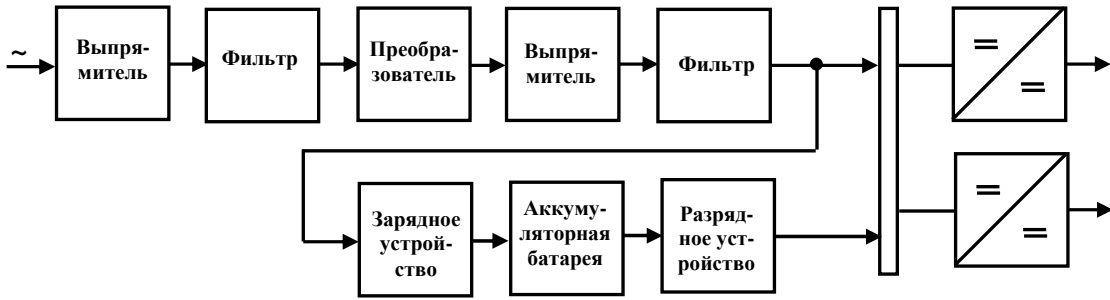 ~
Выпря-
митель
Фильтр
Преобра-
зователь
Выпря-
митель
Фильтр
=
=
Зарядное
устрой-
ство
Аккуму-
ляторная
батарея
Разряд-
ное уст-
ройство
=
=